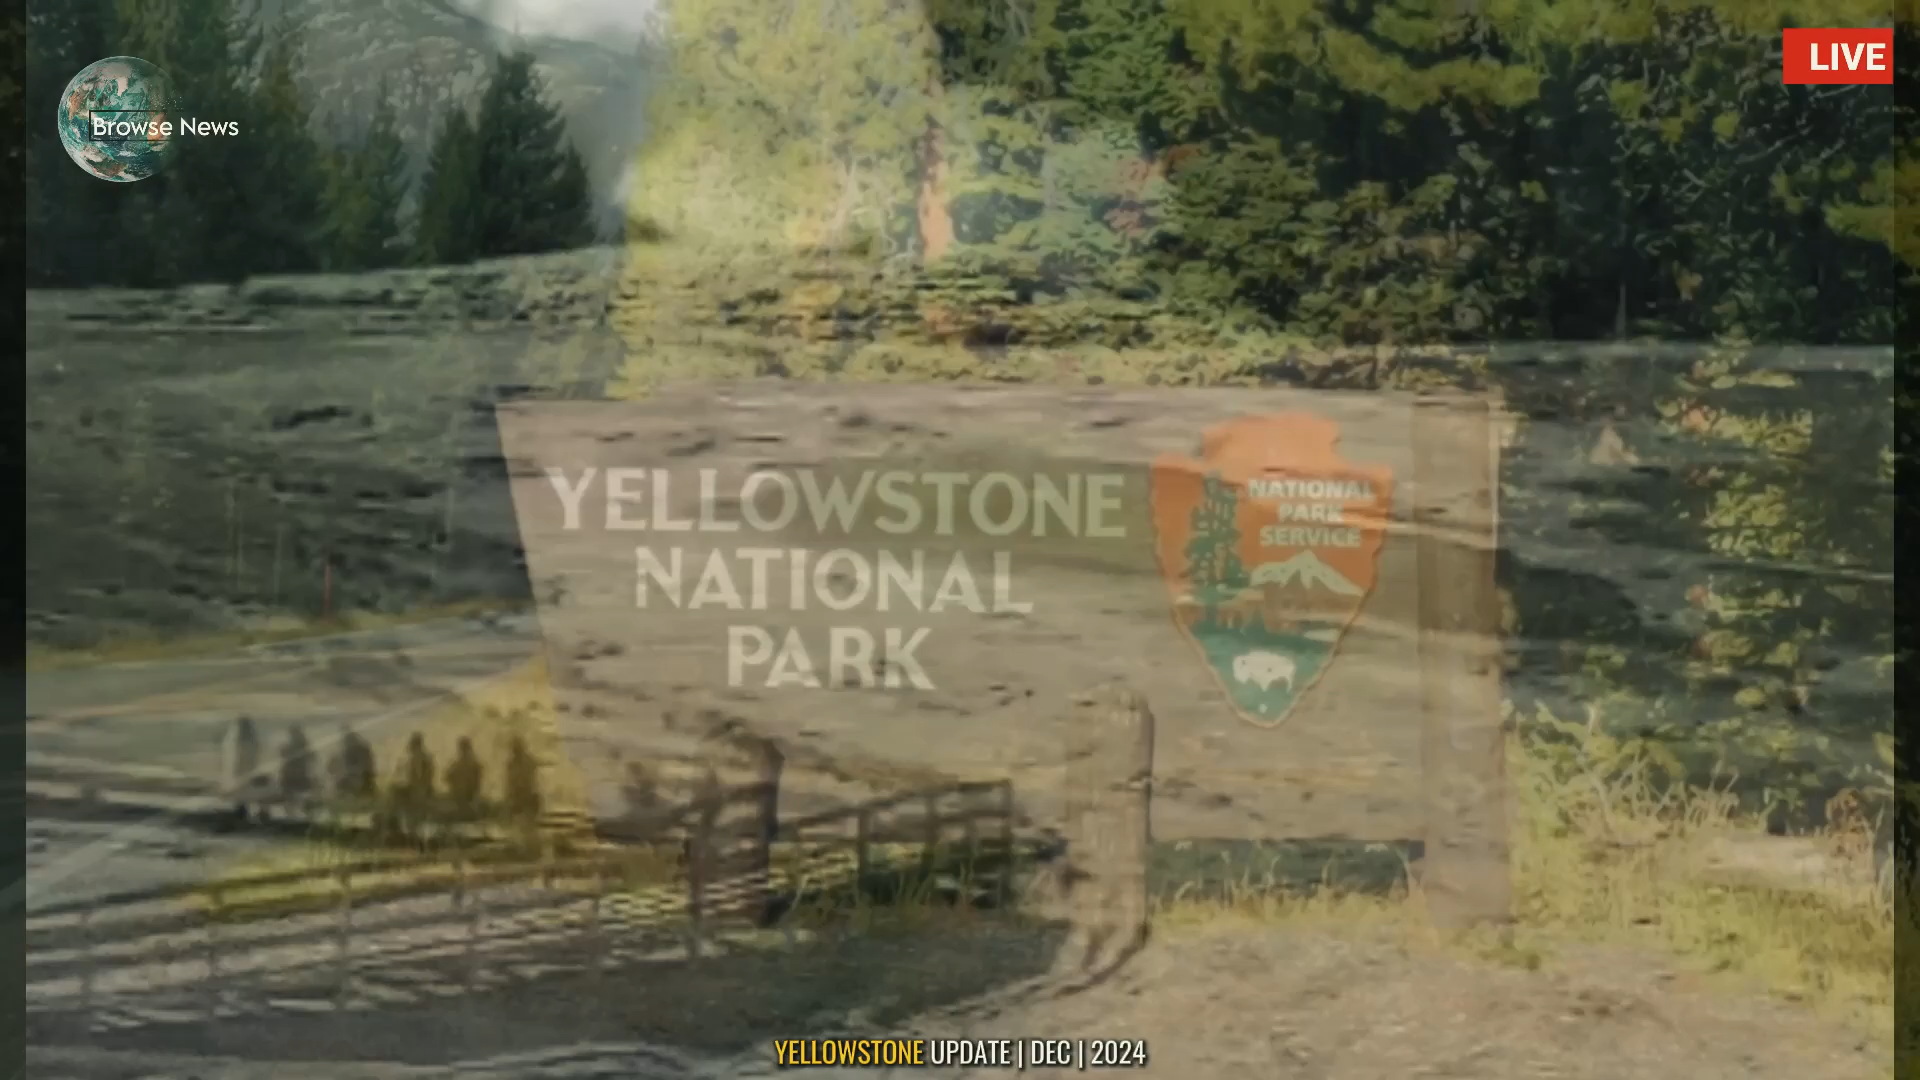 Browse News
LIVE
YELLOWSTONE
NATIONAL
PARK
NATIONAL
PARK
SERVICE
YELLOWSTONE UPDATE | DEC | 2024